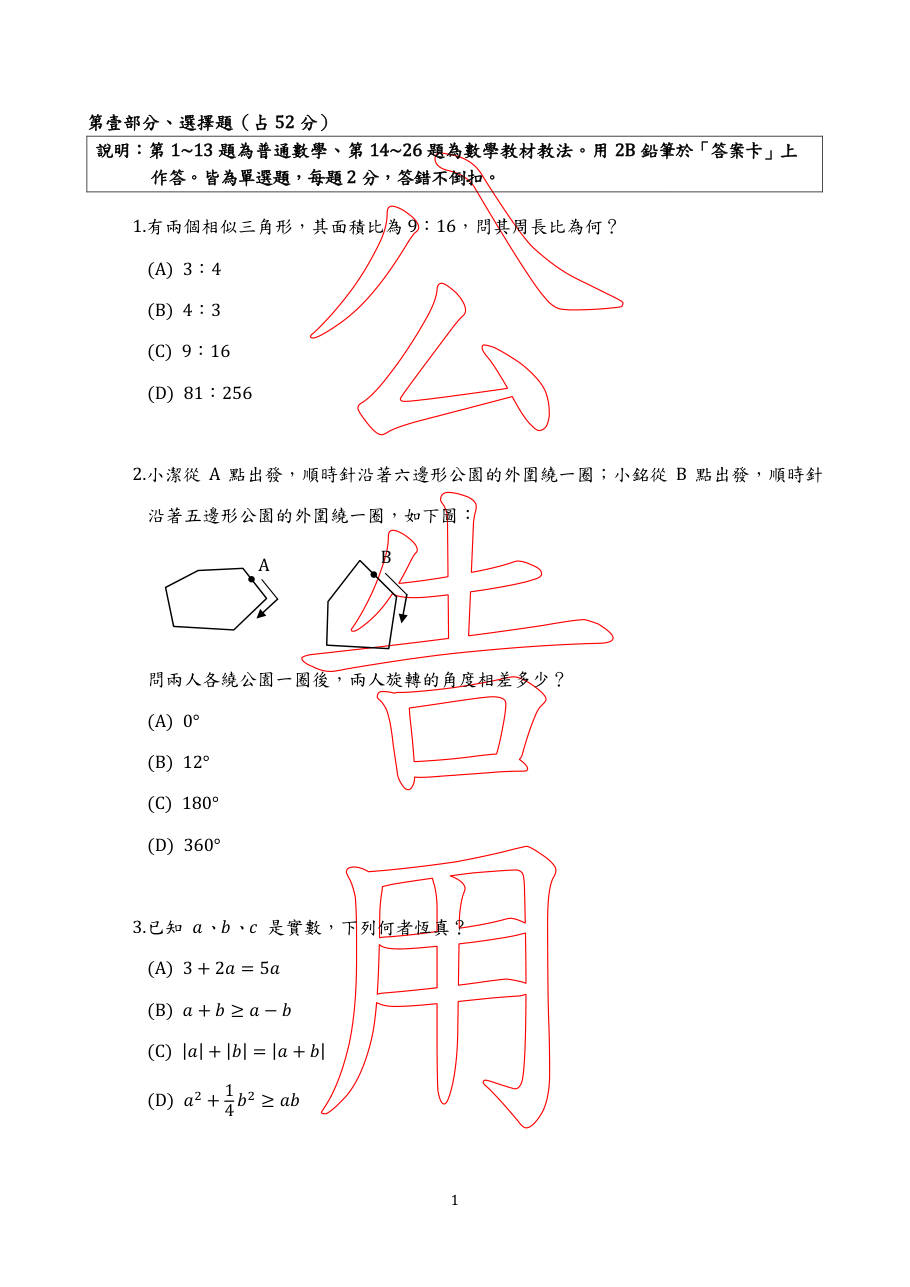 第壹部分、選擇題（占 52 分）
說明：第 1~13 題為普通數學、第 14~26 題為數學教材教法。用 2B 鉛筆於「答案卡」上
作答。皆為單選題，每題 2 分，答錯不倒扣。
1.有兩個相似三角形，其面積比為 9：16，問其周長比為何？
(A) 3：4
(B) 4：3
(C) 9：16
(D) 81：256
2.小潔從 A 點出發，順時針沿著六邊形公園的外圍繞一圈；小銘從 B 點出發，順時針
沿著五邊形公園的外圍繞一圈，如下圖：
A
B
問兩人各繞公園一圈後，兩人旋轉的角度相差多少？
(A) 0°
(B) 12°
(C) 180°
(D) 360°
3.已知 a、b、c 是實數，下列何者恆真？
(A) 3 + 2a = 5a
(B) a + b ≥ a − b
(C) |a| + |b| = |a + b|
(D) a² + 1/4 b² ≥ ab
公告用
1